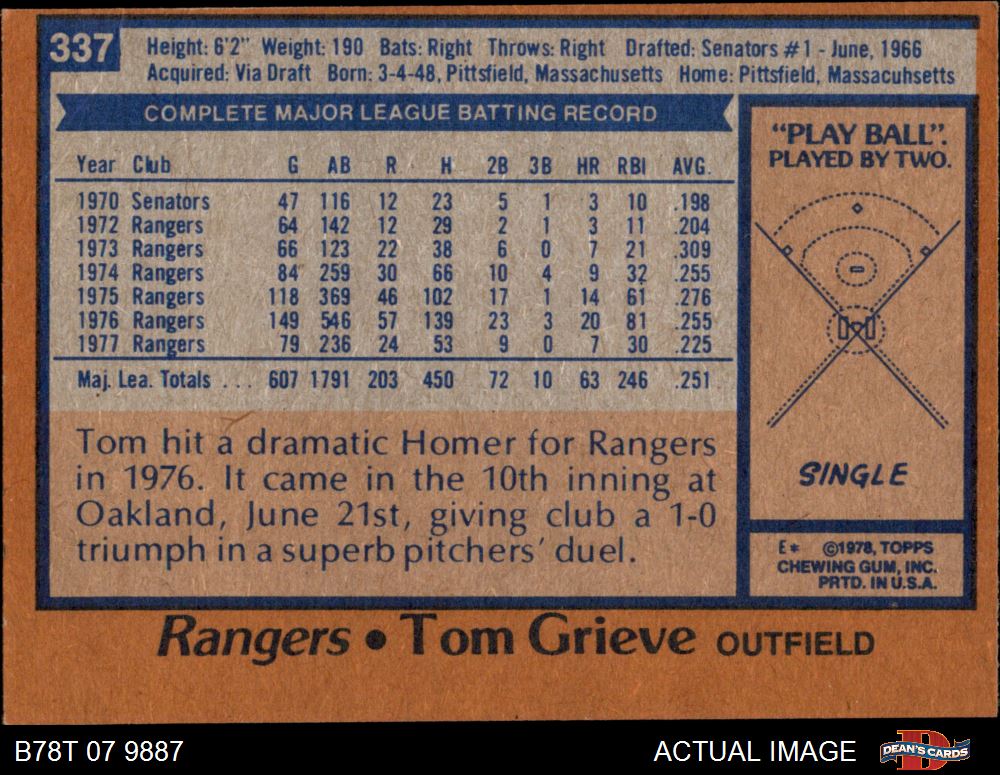 337
Height: 6'2" Weight: 190 Bats: Right Throws: Right Drafted: Senators #1 - June, 1966
Acquired: Via Draft Born: 3-4-48, Pittsfield, Massachusetts Home: Pittsfield, Massacuhsetts
COMPLETE MAJOR LEAGUE BATTING RECORD
Year Club G AB R H 2B 3B HR RBI AVG.
1970 Senators 47 116 12 23 5 1 3 10 .198
1972 Rangers 64 142 12 29 2 1 3 11 .204
1973 Rangers 66 123 22 38 6 0 7 21 .309
1974 Rangers 84 259 30 66 10 4 9 32 .255
1975 Rangers 118 369 46 102 17 1 14 61 .276
1976 Rangers 149 546 57 139 23 3 20 81 .255
1977 Rangers 79 236 24 53 9 0 7 30 .225
Maj. Lea. Totals . . . 607 1791 203 450 72 10 63 246 .251
Tom hit a dramatic Homer for Rangers
in 1976. It came in the 10th inning at
Oakland, June 21st, giving club a 1-0
triumph in a superb pitchers' duel.
"PLAY BALL".
PLAYED BY TWO.
SINGLE
E* ©1978, TOPPS
CHEWING GUM, INC.
PRTD. IN U.S.A.
Rangers • Tom Grieve OUTFIELD
B78T 07 9887
ACTUAL IMAGE
DEAN'S CARDS